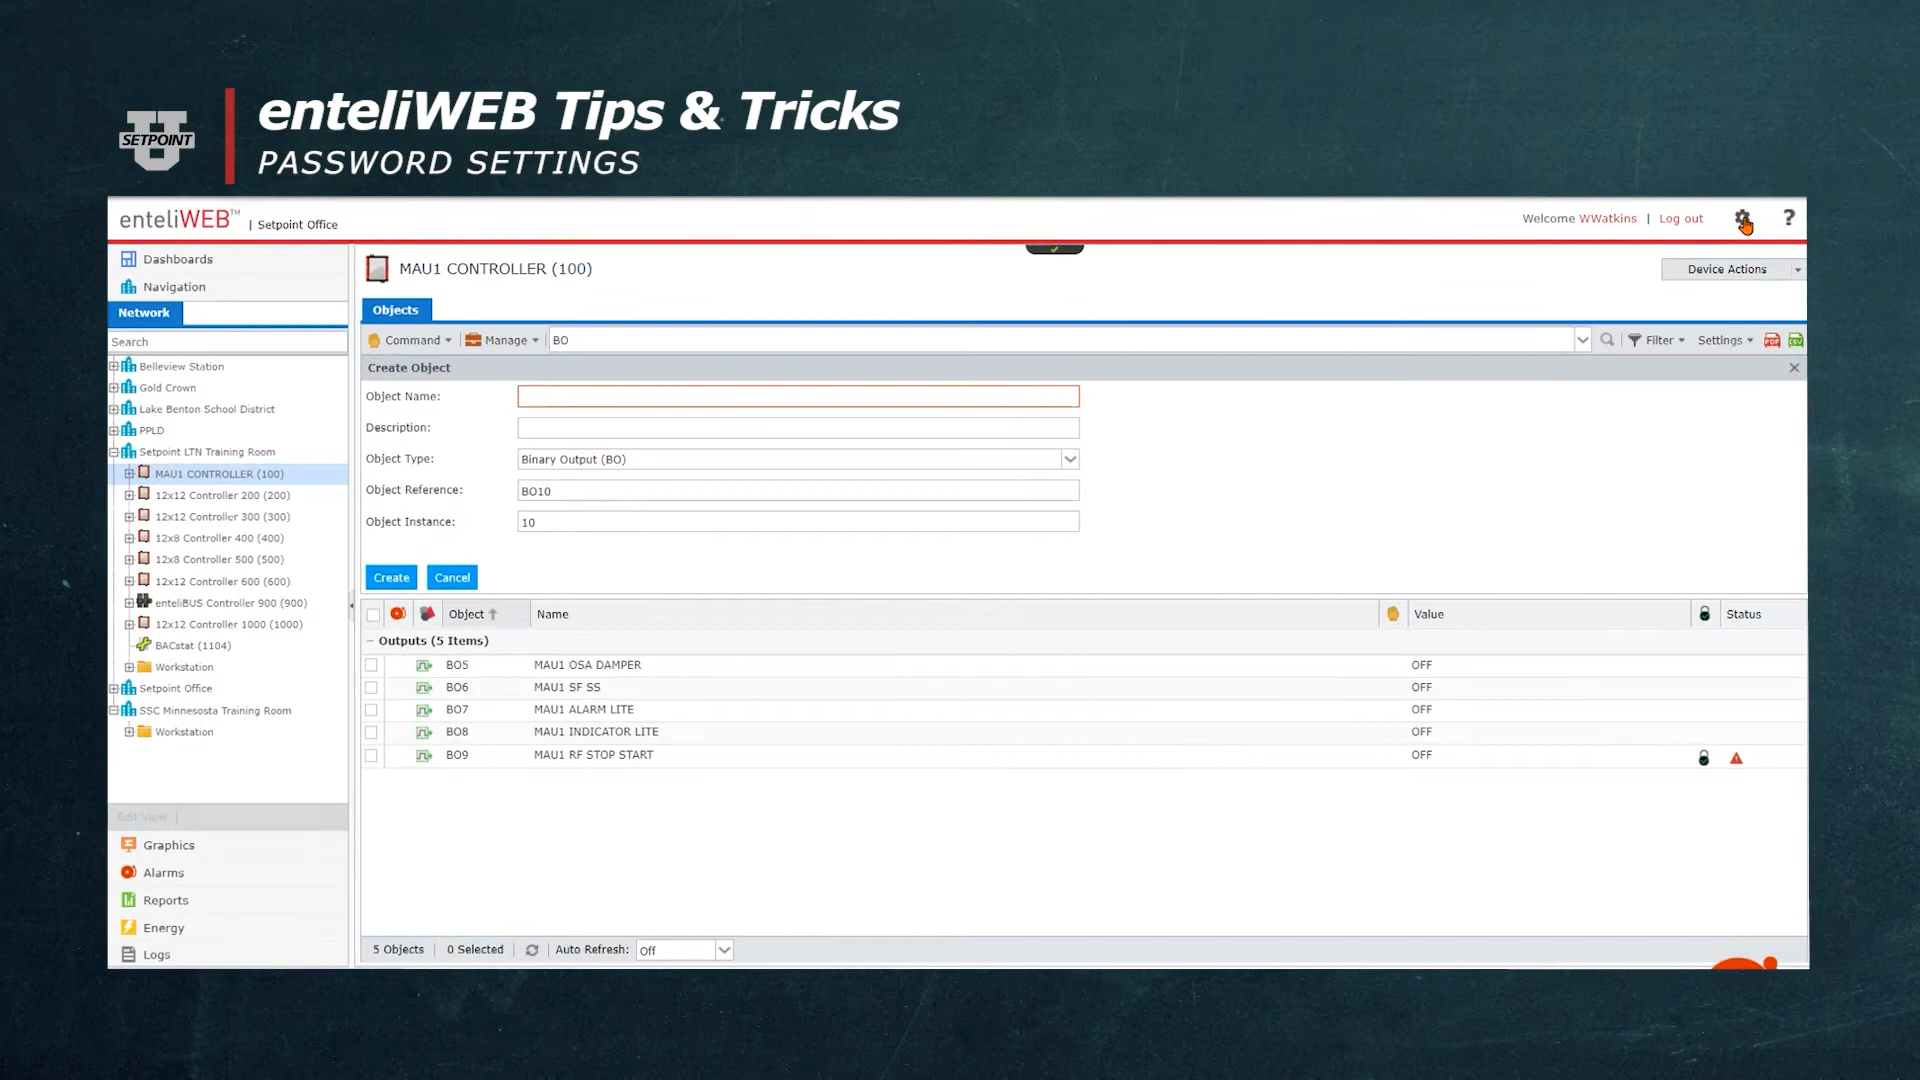 SETPOINT
enteliWEB Tips & Tricks
PASSWORD SETTINGS
enteliWEB™ | Setpoint Office
Welcome WWatkins | Log out ?
Dashboards
Navigation
Network
Search
Belleview Station
Gold Crown
Lake Benton School District
PPLD
Setpoint LTN Training Room
MAU1 CONTROLLER (100)
12x12 Controller 200 (200)
12x12 Controller 300 (300)
12x8 Controller 400 (400)
12x8 Controller 500 (500)
12x12 Controller 600 (600)
enteliBUS Controller 900 (900)
12x12 Controller 1000 (1000)
BACstat (1104)
Workstation
Setpoint Office
SSC Minnesosta Training Room
Workstation
Edit View |
Graphics
Alarms
Reports
Energy
Logs
MAU1 CONTROLLER (100)
Device Actions
Objects
Command Manage BO Filter Settings PDF CSV
Create Object
Object Name:
Description:
Object Type: Binary Output (BO)
Object Reference: BO10
Object Instance: 10
Create Cancel
Object Name Value Status
Outputs (5 Items)
BO5 MAU1 OSA DAMPER OFF
BO6 MAU1 SF SS OFF
BO7 MAU1 ALARM LITE OFF
BO8 MAU1 INDICATOR LITE OFF
BO9 MAU1 RF STOP START OFF
5 Objects 0 Selected Auto Refresh: Off